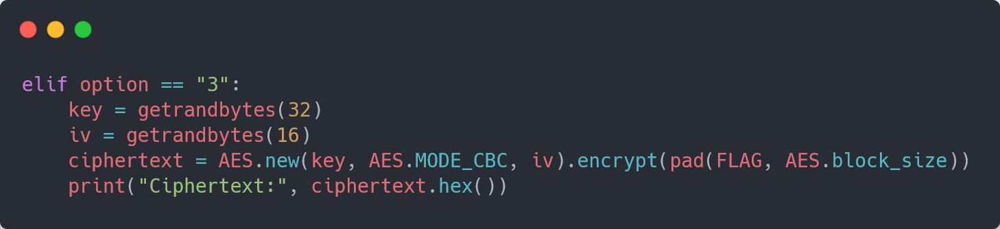 elif option == "3":
    key = getrandbytes(32)
    iv = getrandbytes(16)
    ciphertext = AES.new(key, AES.MODE_CBC, iv).encrypt(pad(FLAG, AES.block_size))
    print("Ciphertext:", ciphertext.hex())